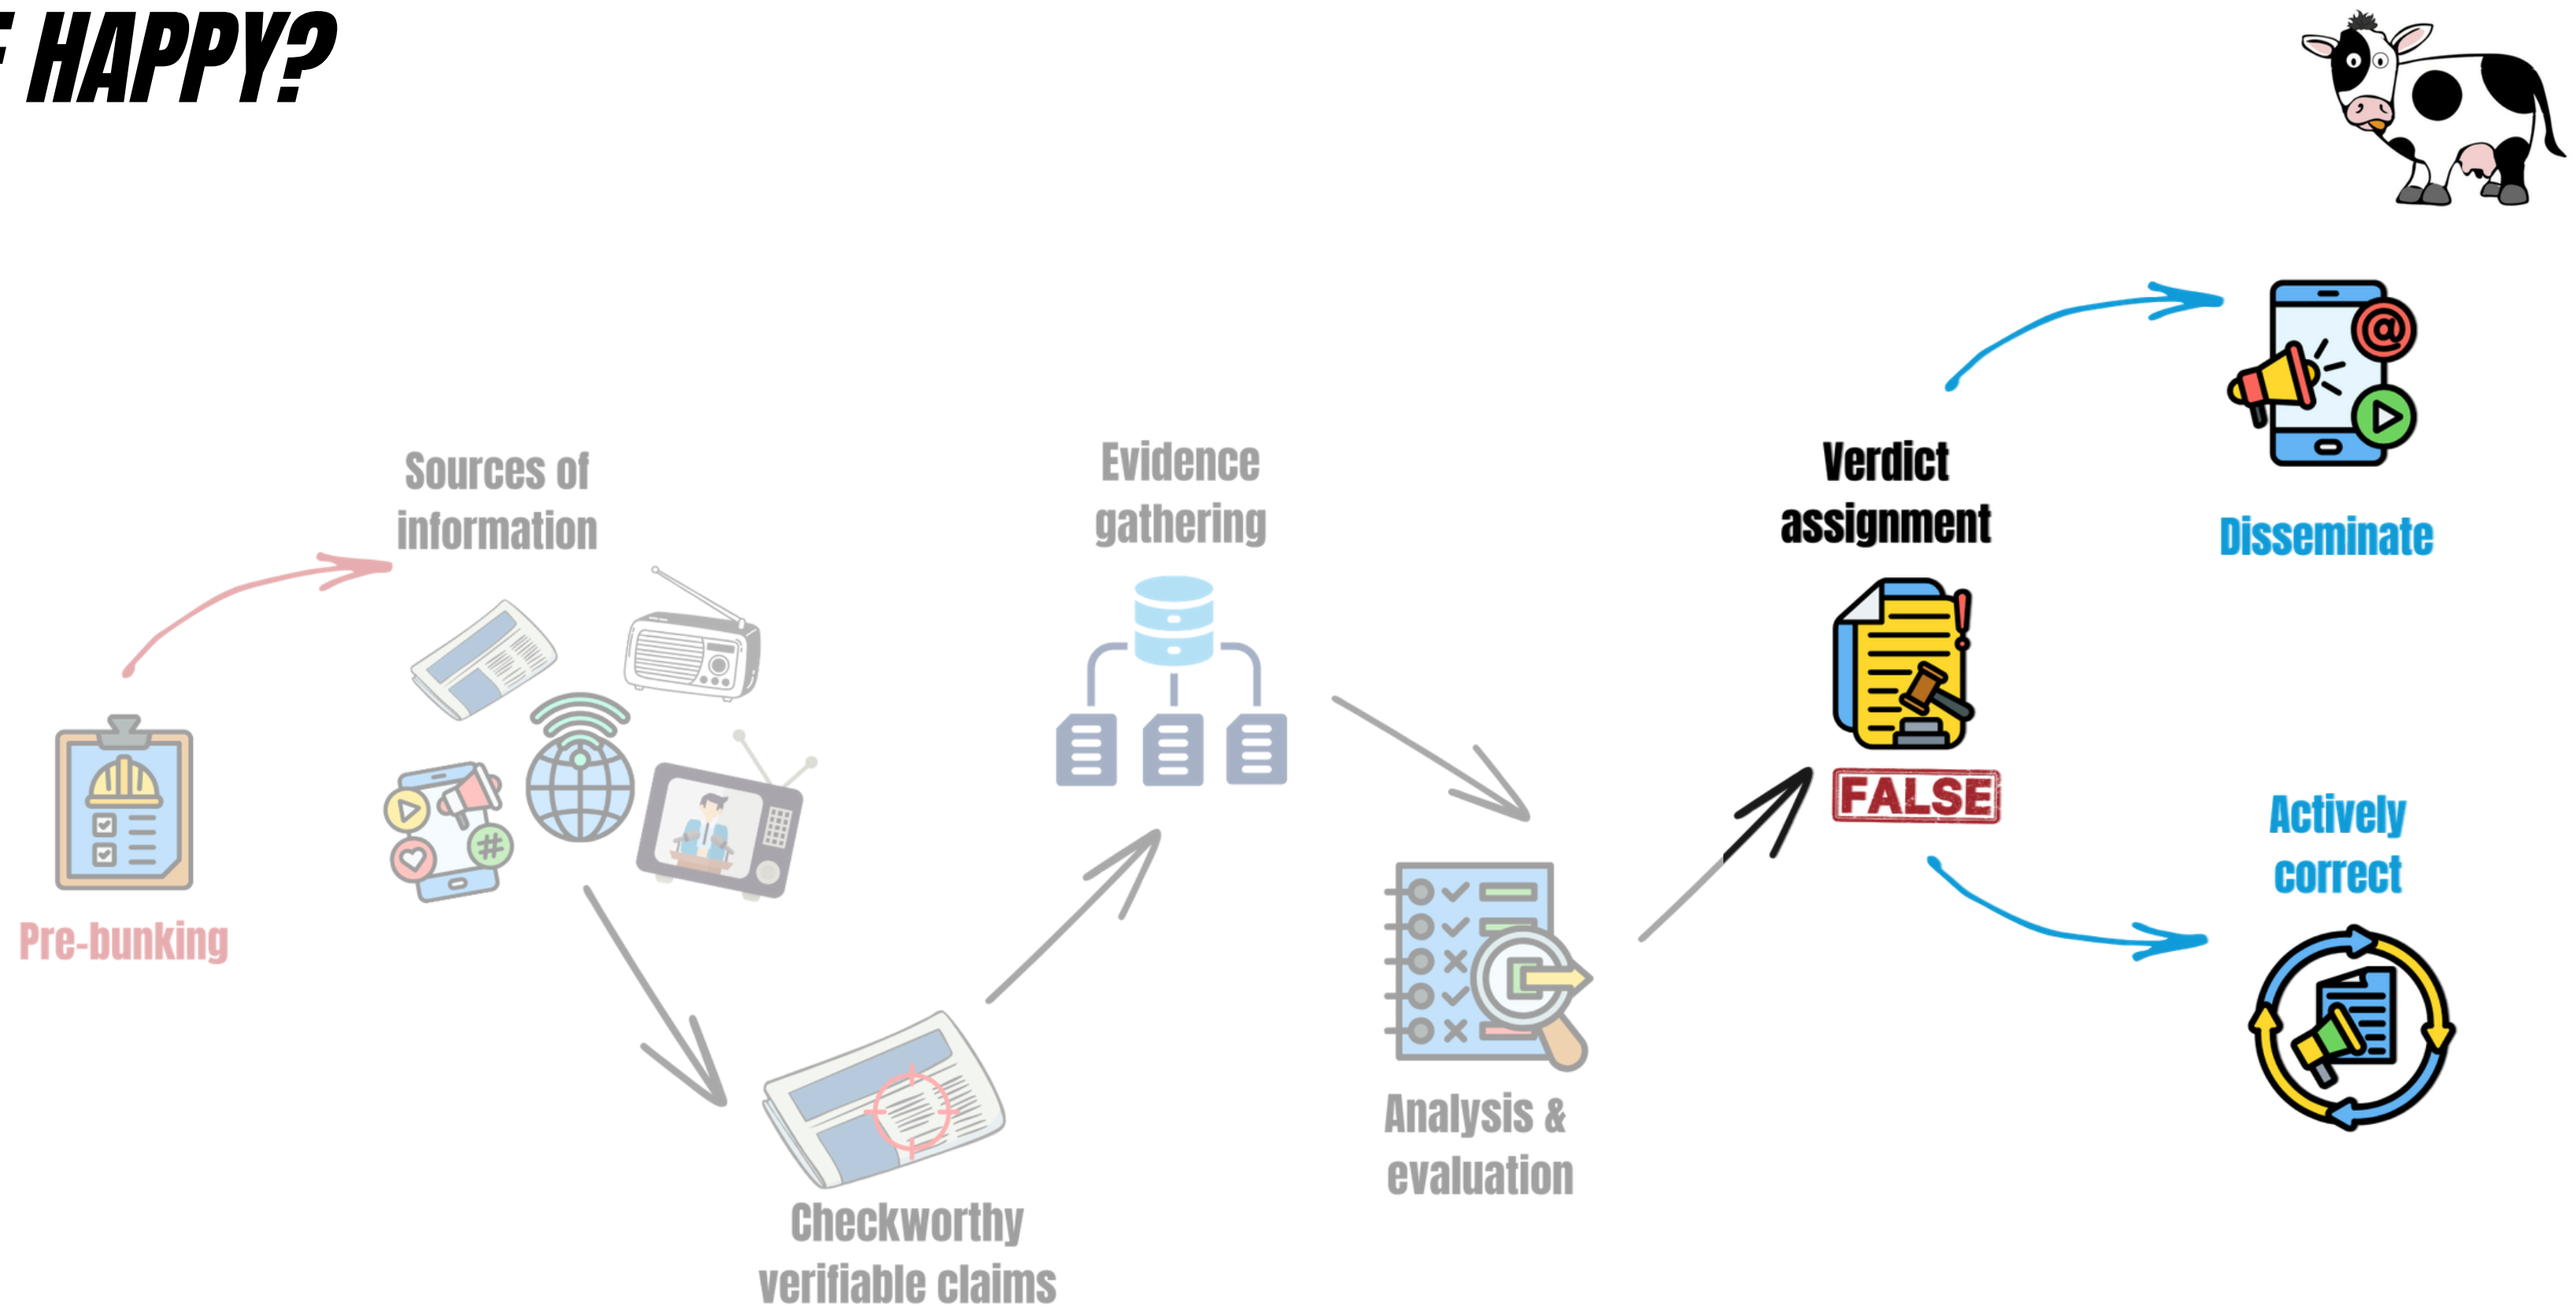 HAPPY?
Sources of
information
Pre-bunking
Checkworthy
verifiable claims
Evidence
gathering
Analysis &
evaluation
Verdict
assignment
FALSE
@
Disseminate
Actively
correct
#